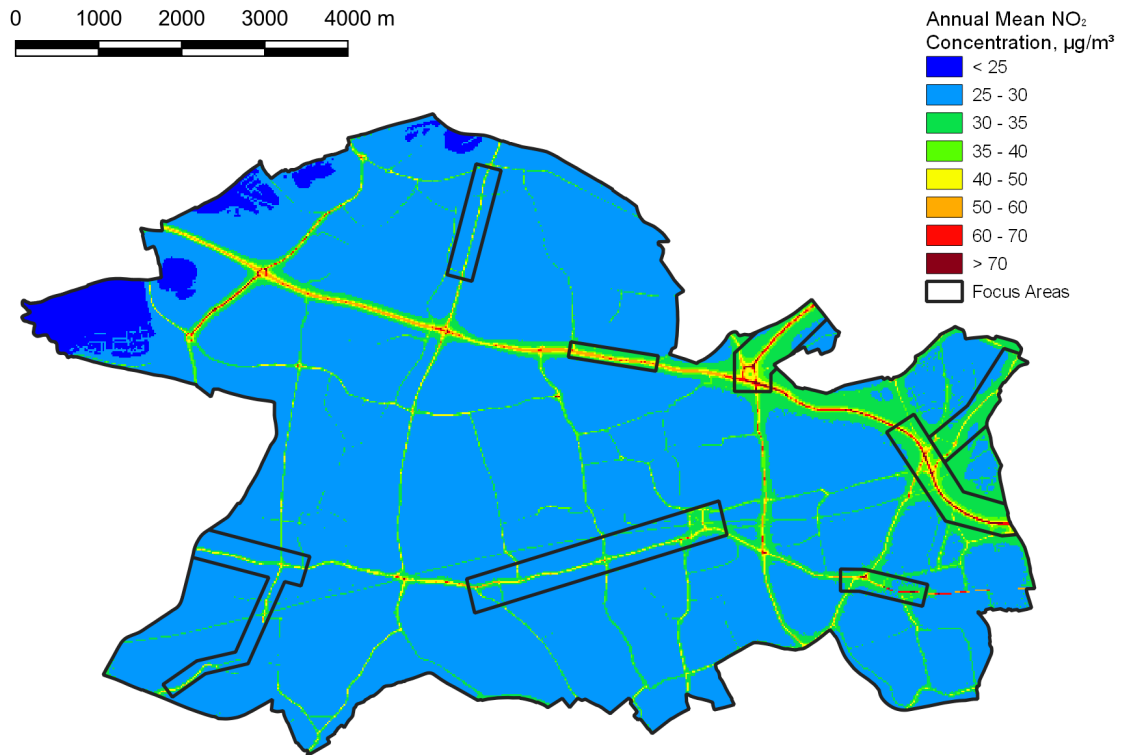 0 1000 2000 3000 4000 m
Annual Mean NO₂
Concentration, µg/m³
< 25
25 - 30
30 - 35
35 - 40
40 - 50
50 - 60
60 - 70
> 70
Focus Areas